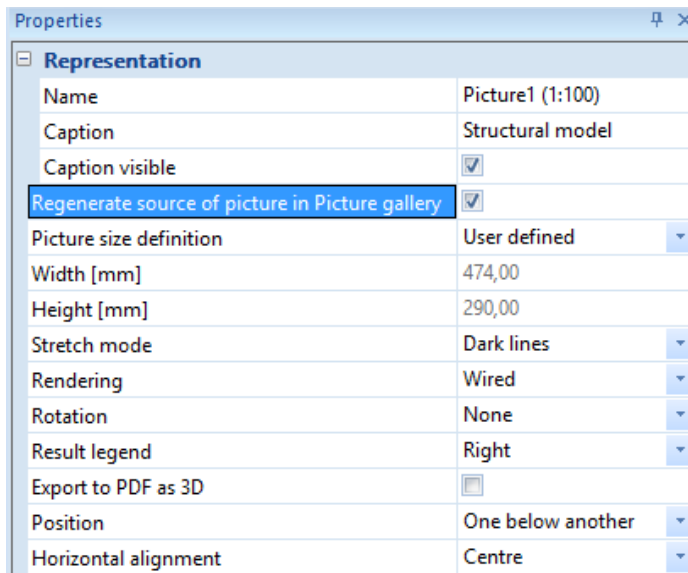 Properties
Representation
Name Picture1 (1:100)
Caption Structural model
Caption visible
Regenerate source of picture in Picture gallery
Picture size definition User defined
Width [mm] 474,00
Height [mm] 290,00
Stretch mode Dark lines
Rendering Wired
Rotation None
Result legend Right
Export to PDF as 3D
Position One below another
Horizontal alignment Centre